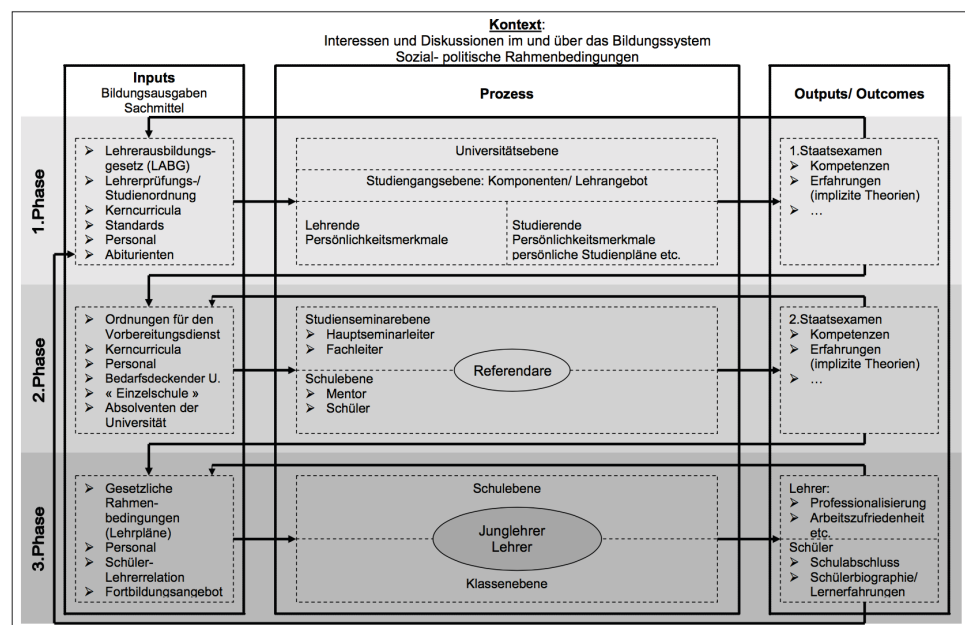 Kontext:
Interessen und Diskussionen im und über das Bildungssystem
Sozial- politische Rahmenbedingungen
Inputs
Bildungsausgaben
Sachmittel
Prozess
Outputs/ Outcomes
1.Phase
➢ Lehrerausbildungs-
gesetz (LABG)
➢ Lehrerprüfungs-/
Studienordnung
➢ Kerncurricula
➢ Standards
➢ Personal
➢ Abiturienten
Universitätsebene
Studiengangsebene: Komponenten/ Lehrangebot
Lehrende
Persönlichkeitsmerkmale
Studierende
Persönlichkeitsmerkmale
persönliche Studienpläne etc.
1.Staatsexamen
➢ Kompetenzen
➢ Erfahrungen
(implizite Theorien)
➢ …
2.Phase
➢ Ordnungen für den
Vorbereitungsdienst
➢ Kerncurricula
➢ Personal
➢ Bedarfsdeckender U.
➢ « Einzelschule »
➢ Absolventen der
Universität
Studienseminarebene
➢ Hauptseminarleiter
➢ Fachleiter
Referendare
Schulebene
➢ Mentor
➢ Schüler
2.Staatsexamen
➢ Kompetenzen
➢ Erfahrungen
(implizite Theorien)
➢ …
3.Phase
➢ Gesetzliche
Rahmen-
bedingungen
(Lehrpläne)
➢ Personal
➢ Schüler-
Lehrerrelation
➢ Fortbildungsangebot
Schulebene
Junglehrer
Lehrer
Klassenebene
Lehrer:
➢ Professionalisierung
➢ Arbeitszufriedenheit
etc.
Schüler
➢ Schulabschluss
➢ Schülerbiographie/
Lernerfahrungen